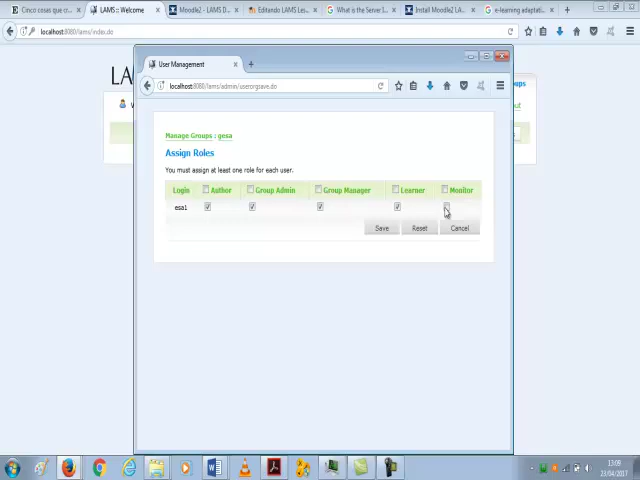 Cinco cosas que cr...
LAMS :: Welcome
Moodle2 - LAMS D...
Editando LAMS Les...
What is the Server I...
Install Moodle2 LA...
e-learning adaptati...
localhost:8080/lams/index.do
LA
User Management
localhost:8080/lams/admin/userorgsave.do
Manage Groups : gesa
Assign Roles
You must assign at least one role for each user.
Login Author Group Admin Group Manager Learner Monitor
esa1
Save Reset Cancel
13:09
23/04/2017